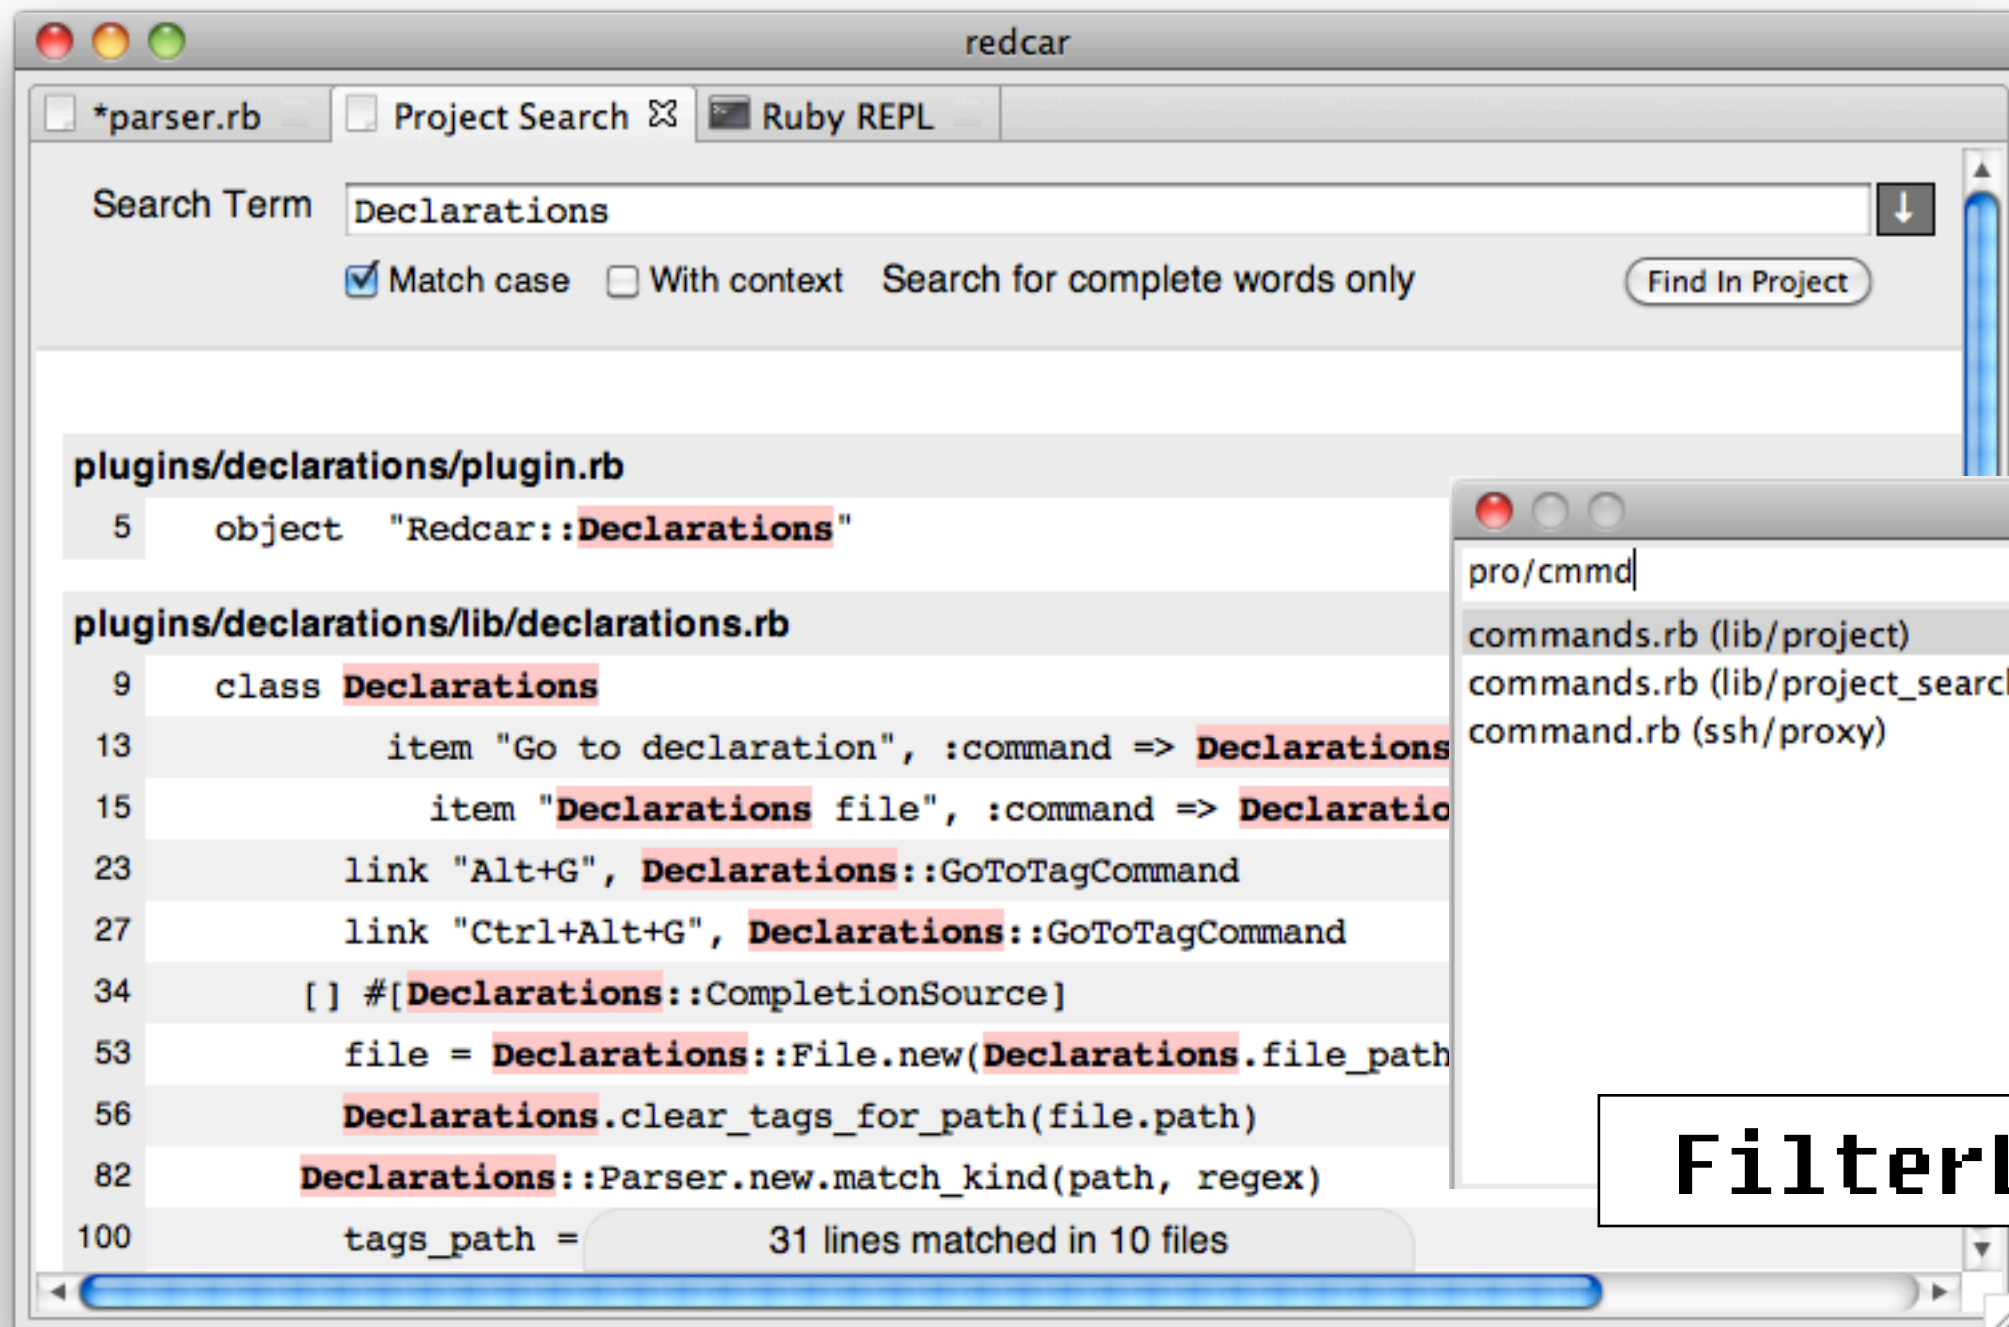 redcar
*parser.rb Project Search Ruby REPL
Search Term Declarations
Match case With context Search for complete words only Find In Project
plugins/declarations/plugin.rb
5 object "Redcar::Declarations"
plugins/declarations/lib/declarations.rb
9 class Declarations
13 item "Go to declaration", :command => Declarations
15 item "Declarations file", :command => Declaratio
23 link "Alt+G", Declarations::GoToTagCommand
27 link "Ctrl+Alt+G", Declarations::GoToTagCommand
34 [] #[Declarations::CompletionSource]
53 file = Declarations::File.new(Declarations.file_path
56 Declarations.clear_tags_for_path(file.path)
82 Declarations::Parser.new.match_kind(path, regex)
100 tags_path =
31 lines matched in 10 files
pro/cmmd
commands.rb (lib/project)
commands.rb (lib/project_search
command.rb (ssh/proxy)
Filter